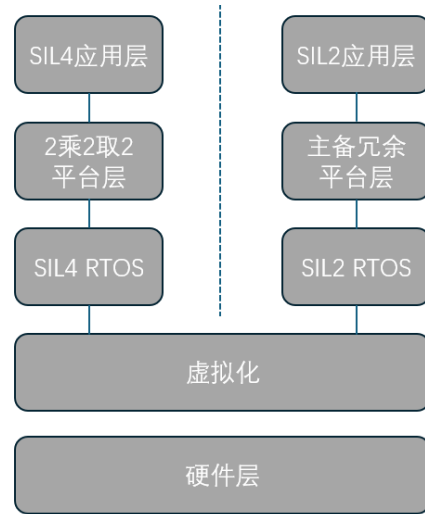 SIL4应用层
SIL2应用层
2乘2取2
平台层
主备冗余
平台层
SIL4 RTOS
SIL2 RTOS
虚拟化
硬件层